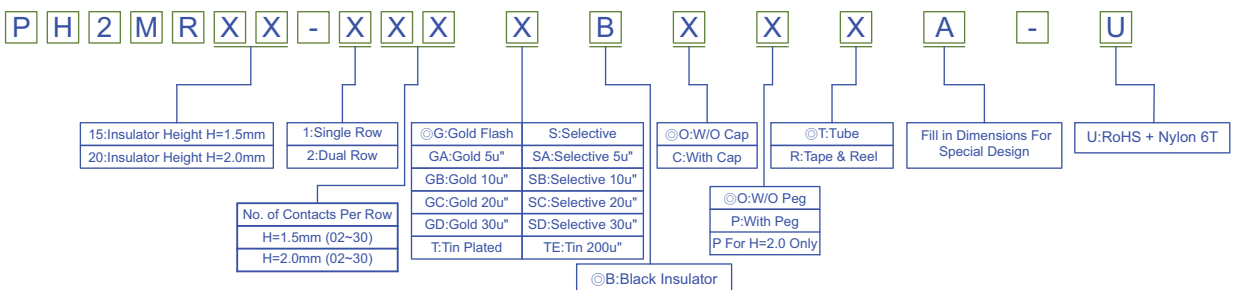 P H 2 M R X X - X X X X B X X X A - U
15:Insulator Height H=1.5mm
20:Insulator Height H=2.0mm
1:Single Row
2:Dual Row
No. of Contacts Per Row
H=1.5mm (02~30)
H=2.0mm (02~30)
◎G:Gold Flash
S:Selective
GA:Gold 5u"
SA:Selective 5u"
GB:Gold 10u"
SB:Selective 10u"
GC:Gold 20u"
SC:Selective 20u"
GD:Gold 30u"
SD:Selective 30u"
T:Tin Plated
TE:Tin 200u"
◎B:Black Insulator
◎O:W/O Cap
C:With Cap
◎O:W/O Peg
P:With Peg
P For H=2.0 Only
◎T:Tube
R:Tape & Reel
Fill in Dimensions For
Special Design
U:RoHS + Nylon 6T